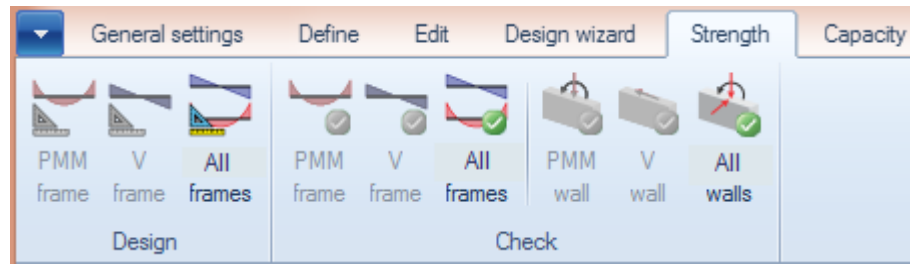 General settings Define Edit Design wizard Strength Capacity
PMM V All PMM V All PMM V All
frame frame frames frame frame frames wall wall walls
Design Check